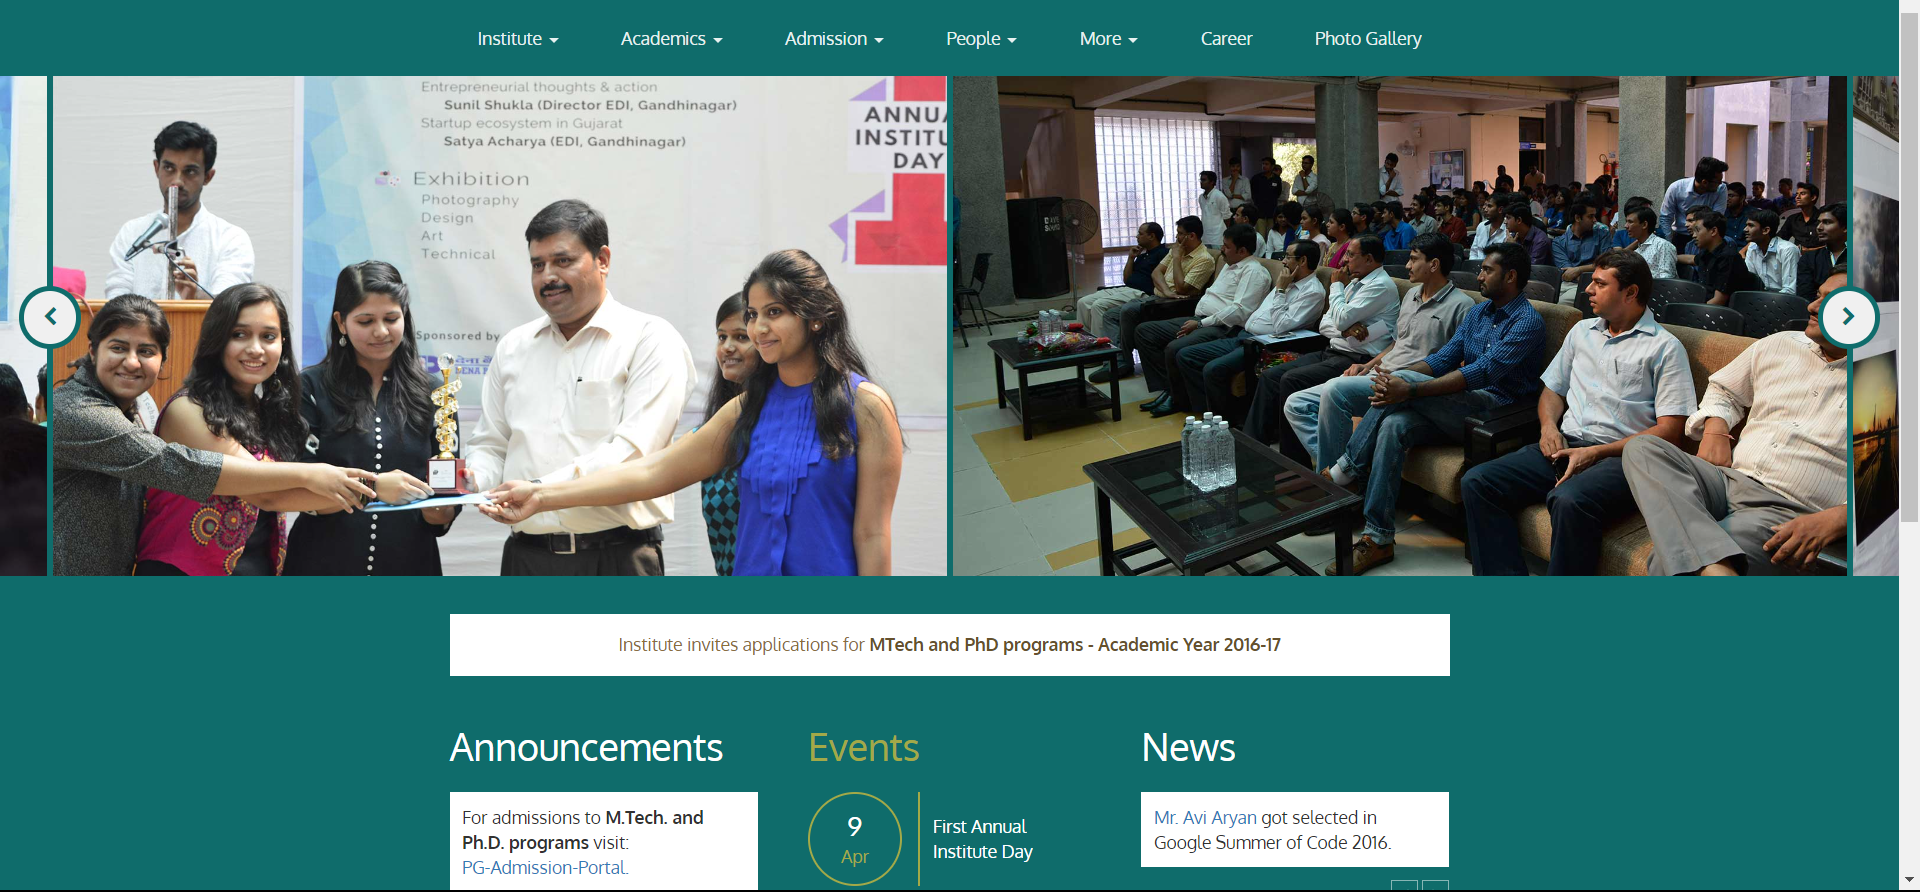 Institute
Academics
Admission
People
More
Career
Photo Gallery
Entrepreneurial thoughts & action
Sunil Shukla (Director EDI, Gandhinagar)
Startup ecosystem in Gujarat
Satya Acharya (EDI, Gandhinagar)
Exhibition
Photography
Design
Art
Technical
Sponsored by
INSTITU
DAY
Institute invites applications for MTech and PhD programs - Academic Year 2016-17
Announcements
For admissions to M.Tech. and
Ph.D. programs visit:
PG-Admission-Portal.
Events
9
Apr
First Annual
Institute Day
News
Mr. Avi Aryan got selected in
Google Summer of Code 2016.